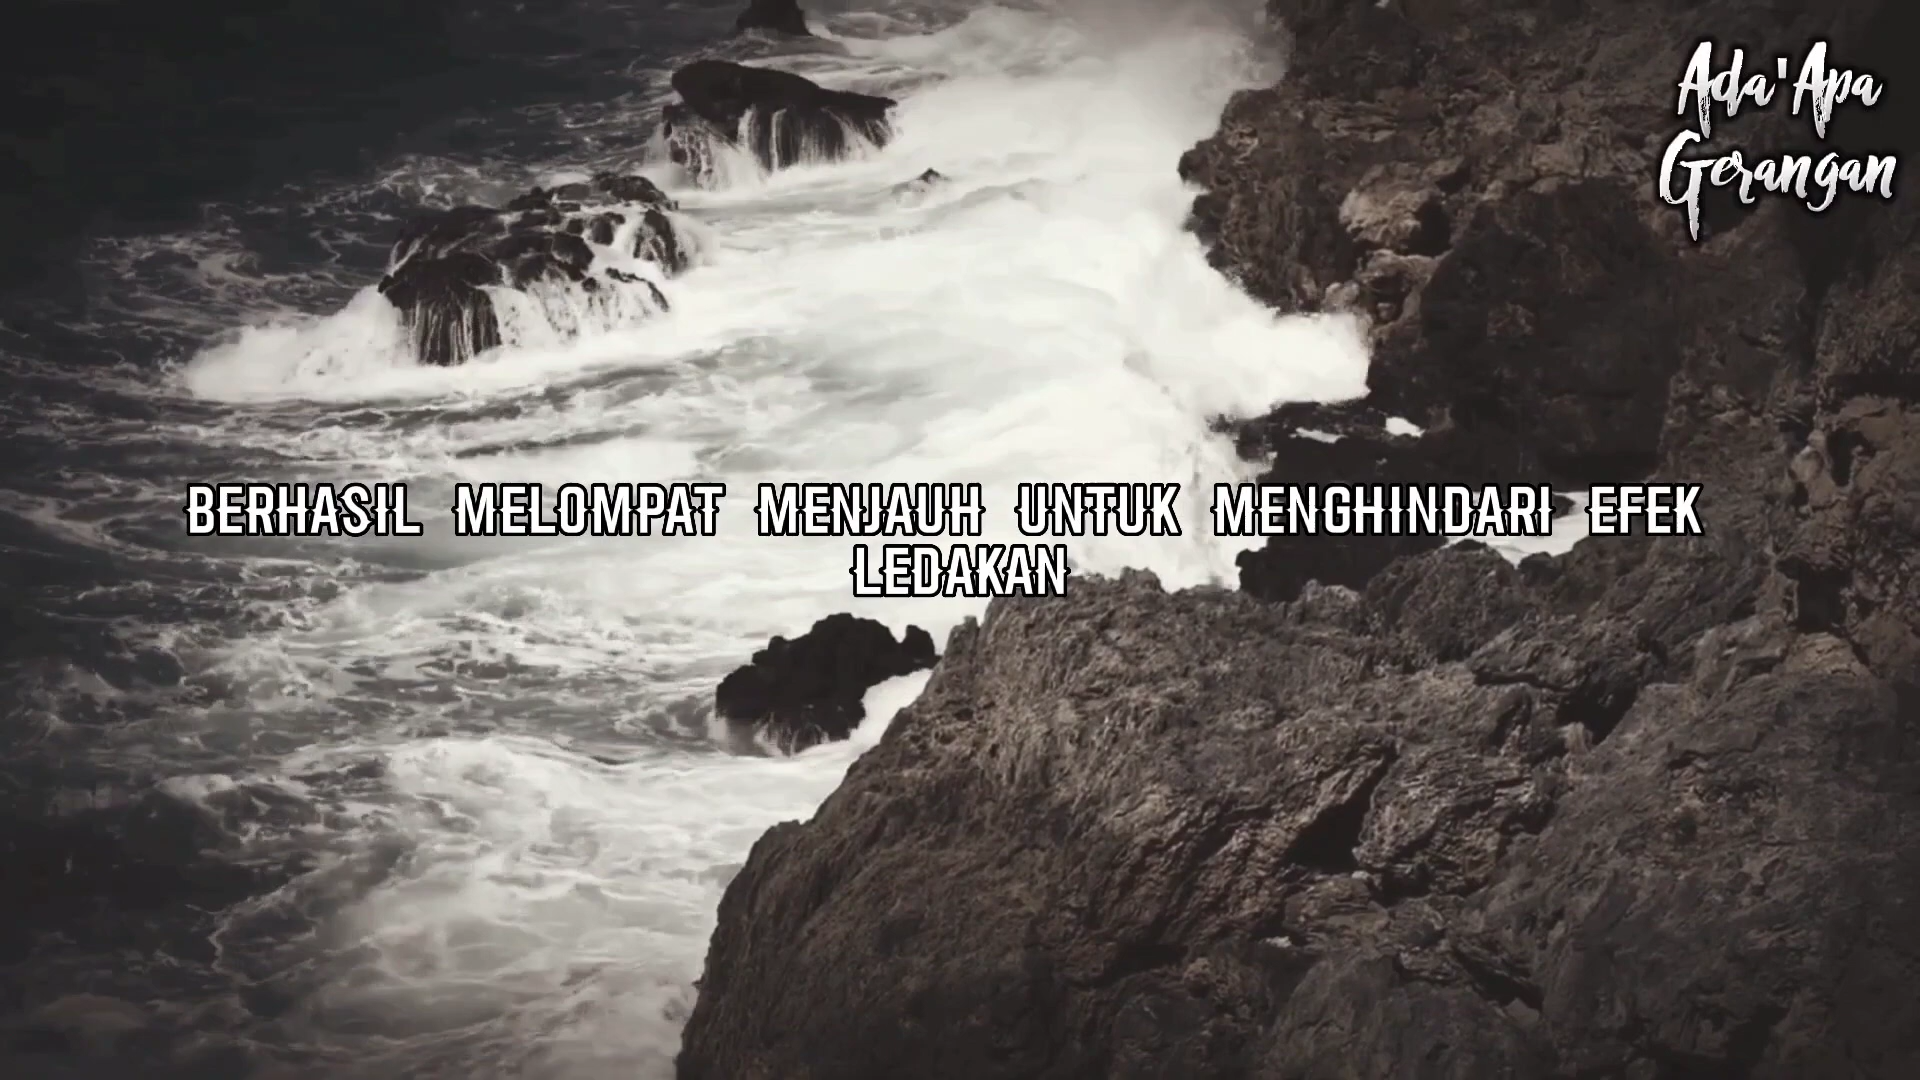 Ada'Apa
Gerangan
BERHASIL MELOMPAT MENJAUH UNTUK MENGHINDARI EFEK
LEDAKAN